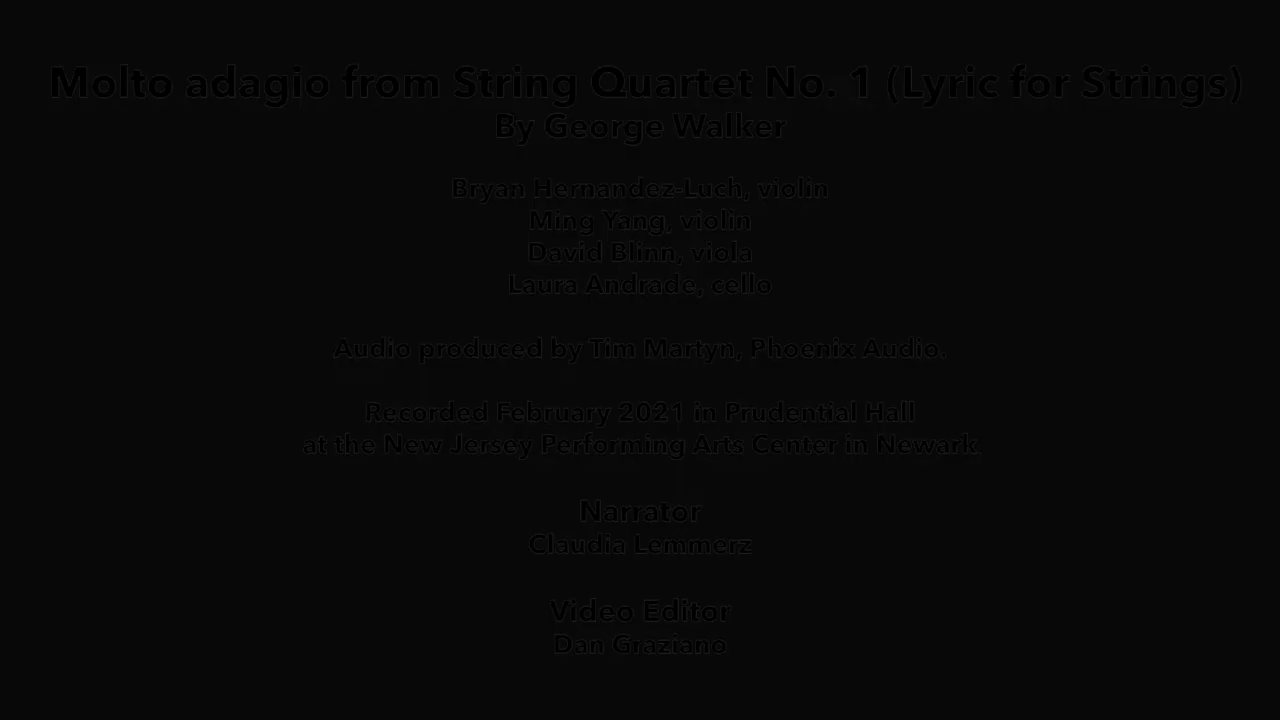 Molto adagio from String Quartet No. 1 (Lyric for Strings)
By George Walker
Bryan Hernandez-Luch, violin
Ming Yang, violin
David Blinn, viola
Laura Andrade, cello
Audio produced by Tim Martyn, Phoenix Audio.
Recorded February 2021 in Prudential Hall
at the New Jersey Performing Arts Center in Newark.
Narrator
Claudia Lemmerz
Video Editor
Dan Graziano